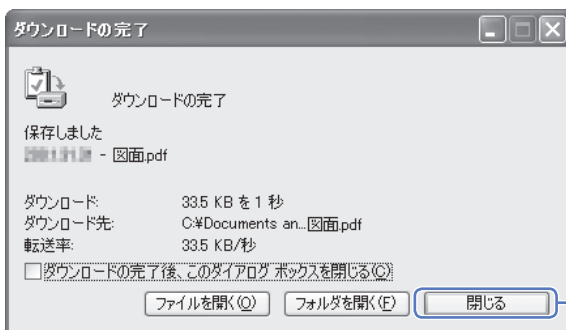 ダウンロードの完了
ダウンロードの完了
保存しました
- 図面.pdf
ダウンロード: 33.5 KB を 1 秒
ダウンロード先: C:¥Documents an...図面.pdf
転送率: 33.5 KB/秒
ダウンロードの完了後、このダイアログ ボックスを閉じる(C)
ファイルを開く(O) フォルダを開く(F) 閉じる